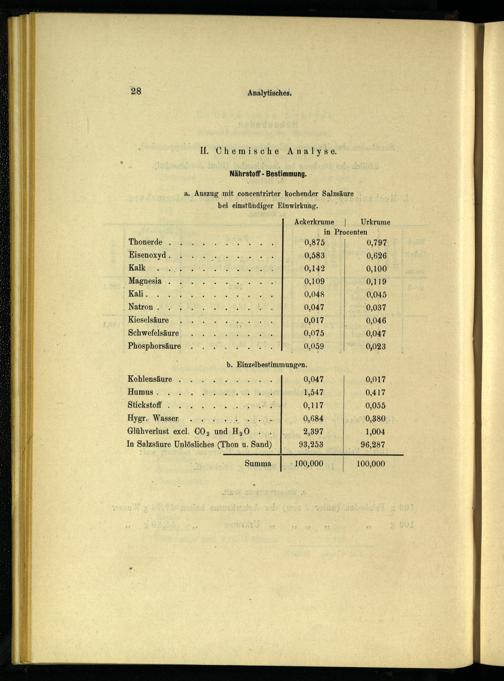 28
Analytisches.
II. Chemische Analyse.
Nährstoff-Bestimmung.
a. Auszug mit concentrirter kochender Salzsäure
bei einstündiger Einwirkung.
Ackerkrume | Urkrume
in Procenten
Thonerde . . . . . . . . . . 0,875 0,797
Eisenoxyd . . . . . . . . . . 0,583 0,626
Kalk . . . . . . . . . . 0,142 0,100
Magnesia . . . . . . . . . . 0,109 0,119
Kali . . . . . . . . . . . 0,048 0,045
Natron . . . . . . . . . . 0,047 0,037
Kieselsäure . . . . . . . . 0,017 0,046
Schwefelsäure . . . . . . . . 0,075 0,047
Phosphorsäure . . . . . . . . 0,059 0,023
b. Einzelbestimmungen.
Kohlensäure . . . . . . . . . 0,047 0,017
Humus . . . . . . . . . . 1,547 0,417
Stickstoff . . . . . . . . . . 0,117 0,055
Hygr. Wasser . . . . . . . . 0,684 0,380
Glühverlust excl. CO₂ und H₂O . . 2,397 1,004
In Salzsäure Unlösliches (Thon u. Sand) 93,253 96,287
Summa 100,000 100,000